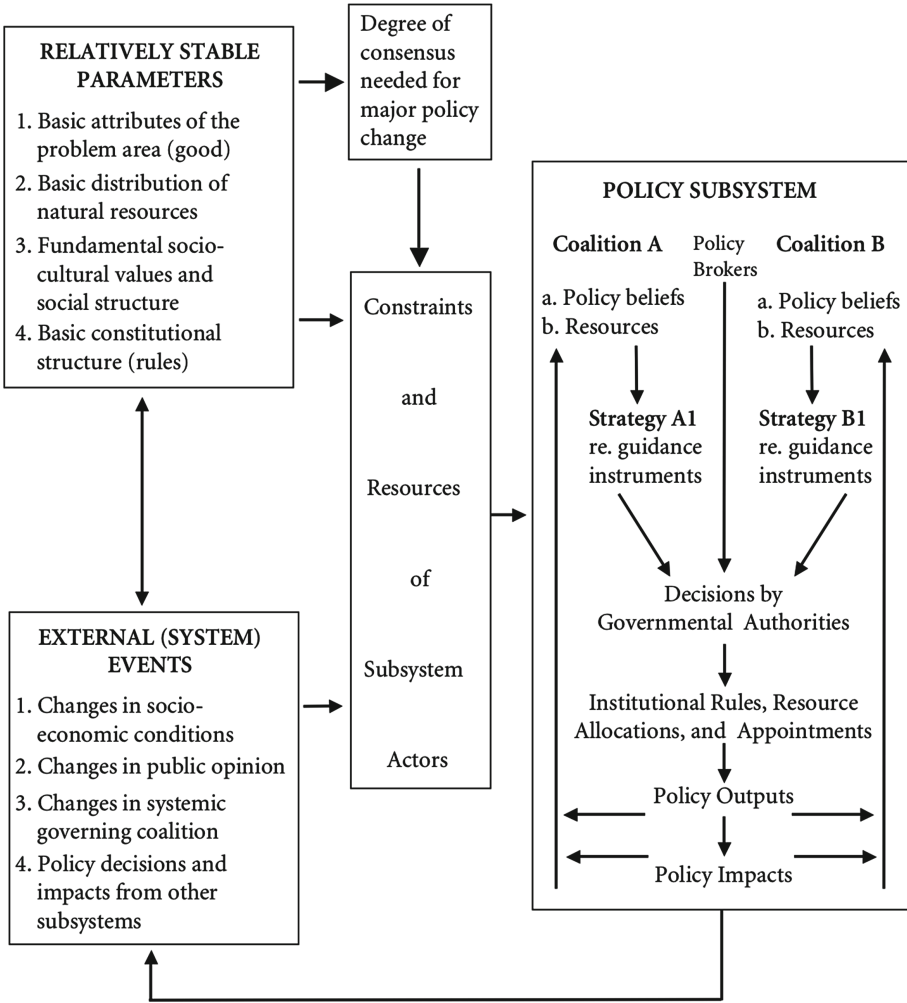 RELATIVELY STABLE
PARAMETERS
1. Basic attributes of the
problem area (good)
2. Basic distribution of
natural resources
3. Fundamental socio-
cultural values and
social structure
4. Basic constitutional
structure (rules)
Degree of
consensus
needed for
major policy
change
Constraints
and
Resources
of
Subsystem
Actors
EXTERNAL (SYSTEM)
EVENTS
1. Changes in socio-
economic conditions
2. Changes in public opinion
3. Changes in systemic
governing coalition
4. Policy decisions and
impacts from other
subsystems
POLICY SUBSYSTEM
Coalition A
a. Policy beliefs
b. Resources
Strategy A1
re. guidance
instruments
Policy
Brokers
Coalition B
a. Policy beliefs
b. Resources
Strategy B1
re. guidance
instruments
Decisions by
Governmental Authorities
Institutional Rules, Resource
Allocations, and Appointments
Policy Outputs
Policy Impacts